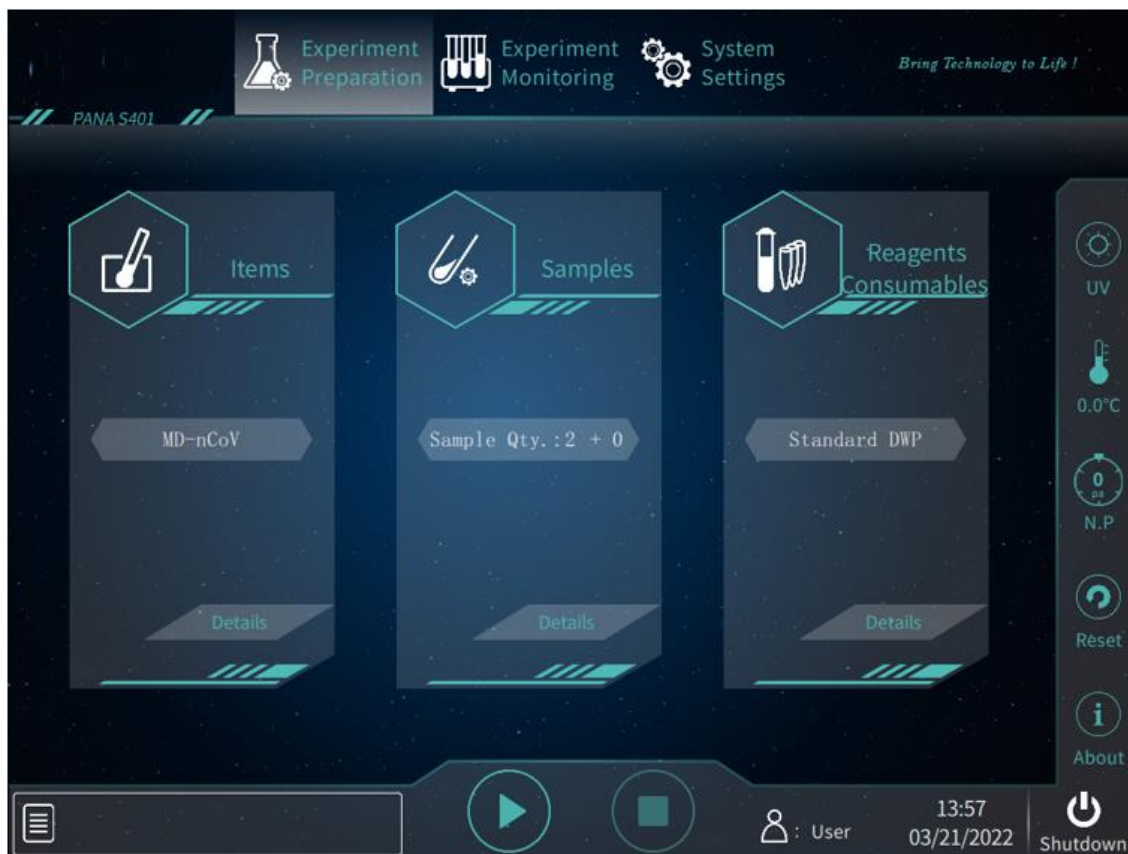 Experiment
Preparation
Experiment
Monitoring
System
Settings
Bring Technology to Life !
PANA S401
Items
Samples
Reagents
Consumables
UV
0.0°C
MD-nCoV
Sample Qty.:2 + 0
Standard DWP
0
pa
N.P
Details
Details
Details
Reset
i
About
: User
13:57
03/21/2022
Shutdown